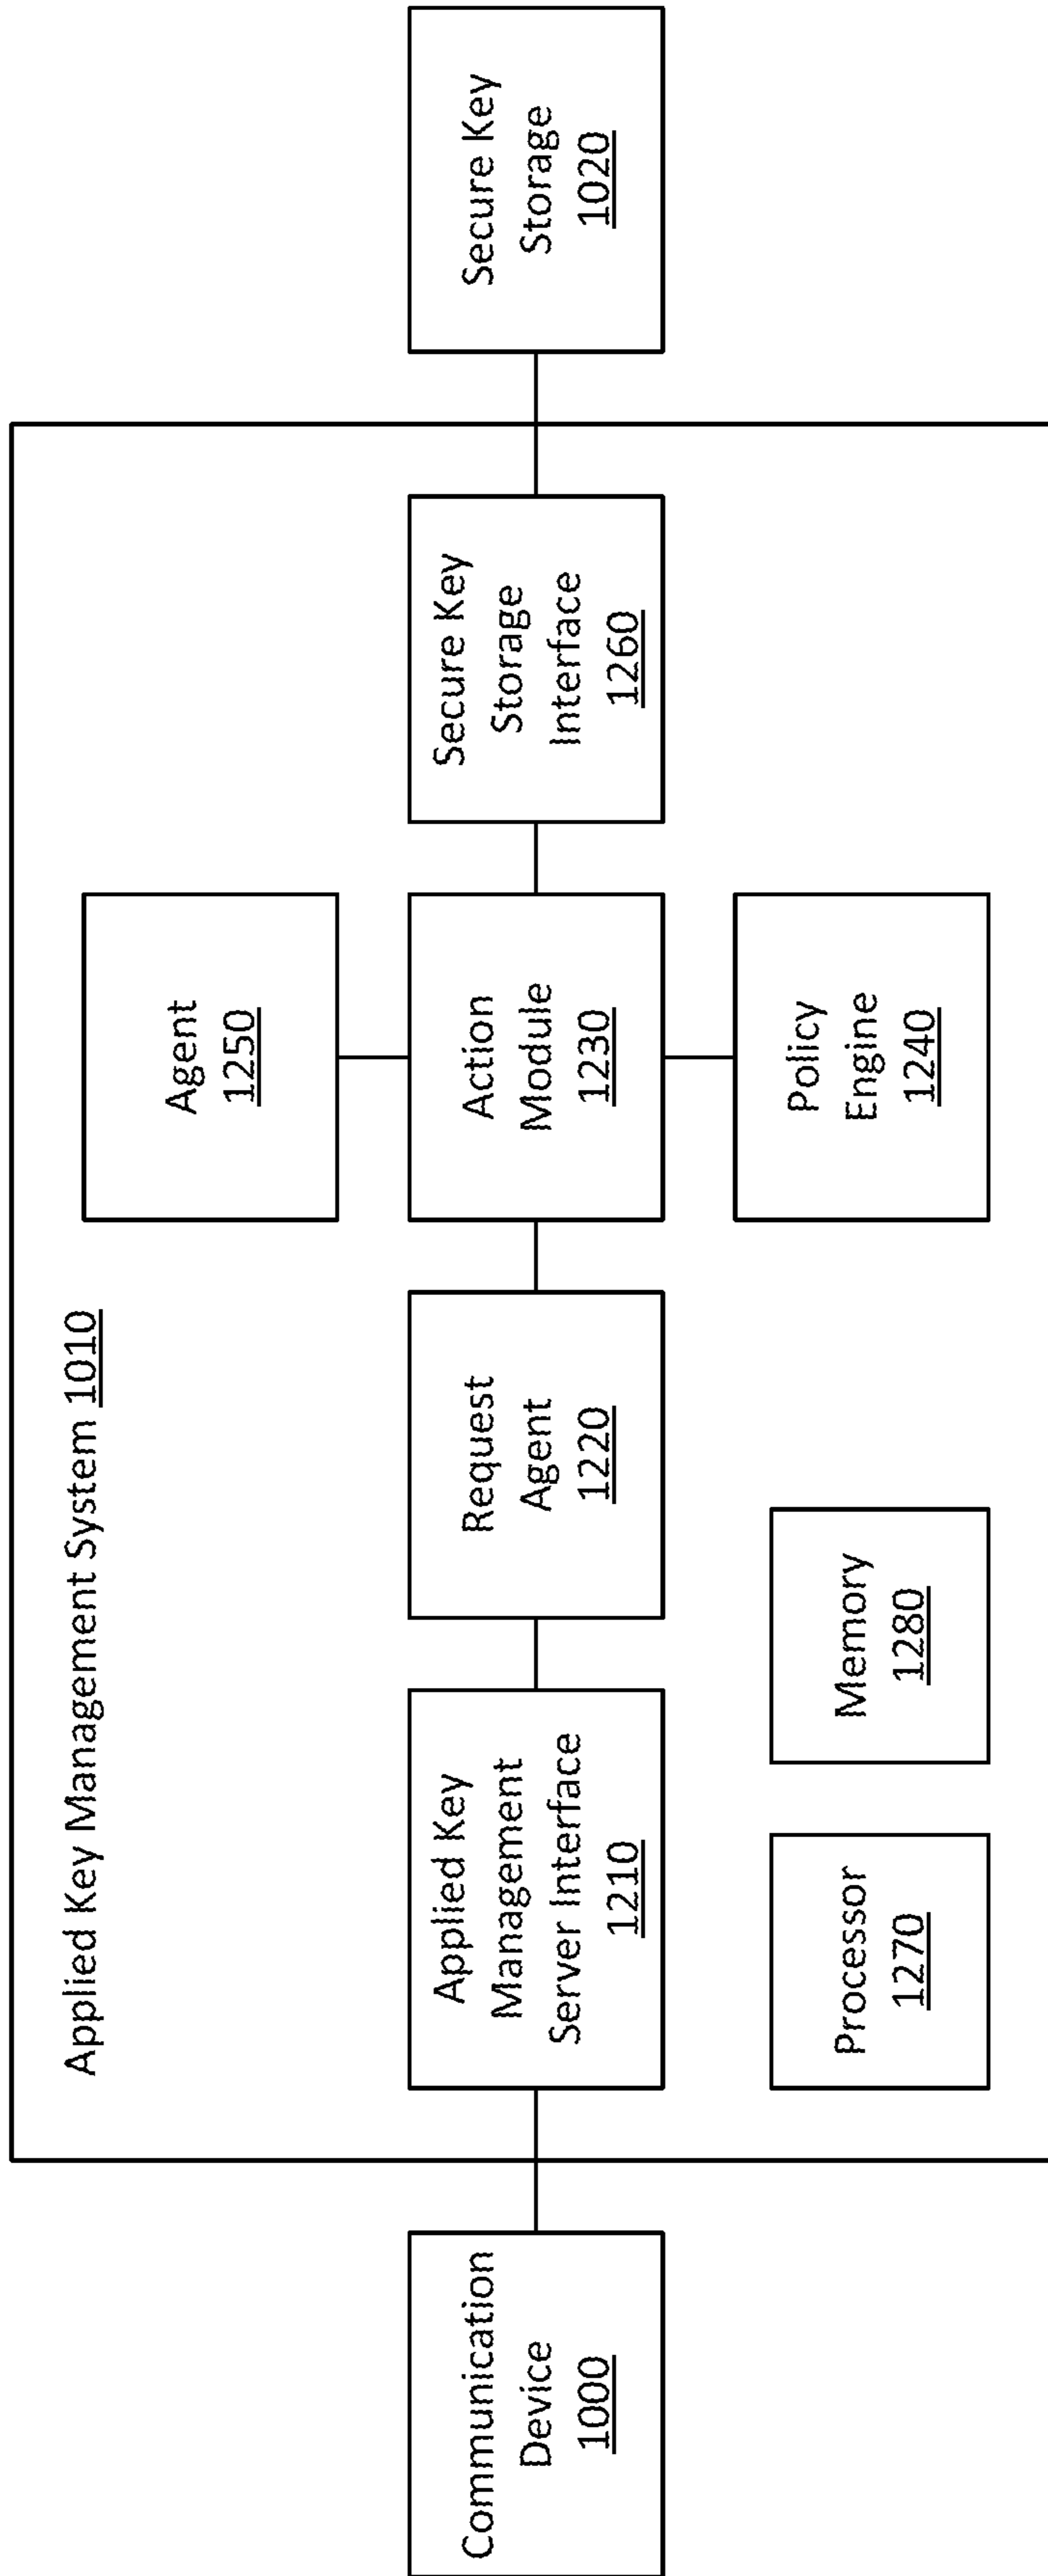 Applied Key Management System 1010
Communication
Device
1000
Applied Key
Management
Server Interface
1210
Request
Agent
1220
Agent
1250
Action
Module
1230
Policy
Engine
1240
Secure Key
Storage
Interface
1260
Secure Key
Storage
1020
Processor
1270
Memory
1280